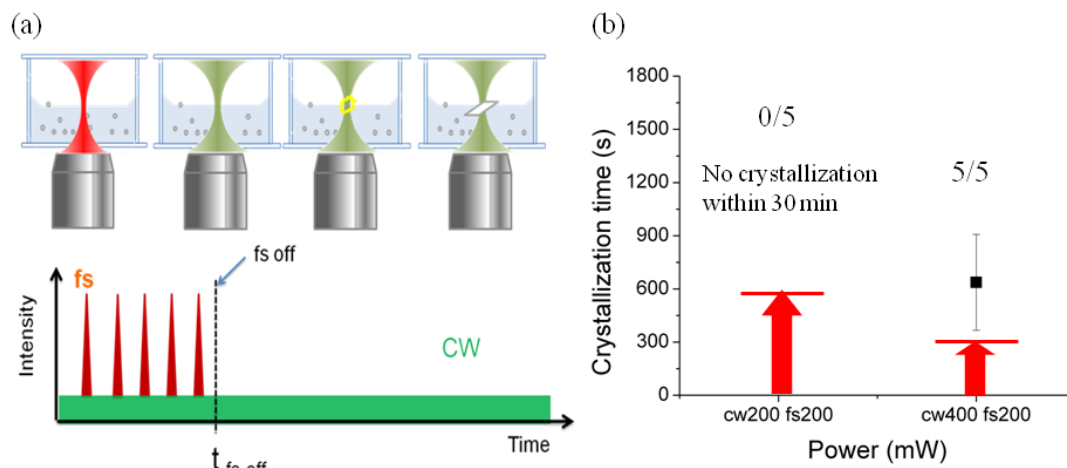 (a)
fs off
fs
CW
Intensity
Time
t fs off
(b)
Crystallization time (s)
1800
1500
1200
900
600
300
0
0/5
No crystallization
within 30 min
5/5
cw200 fs200
cw400 fs200
Power (mW)